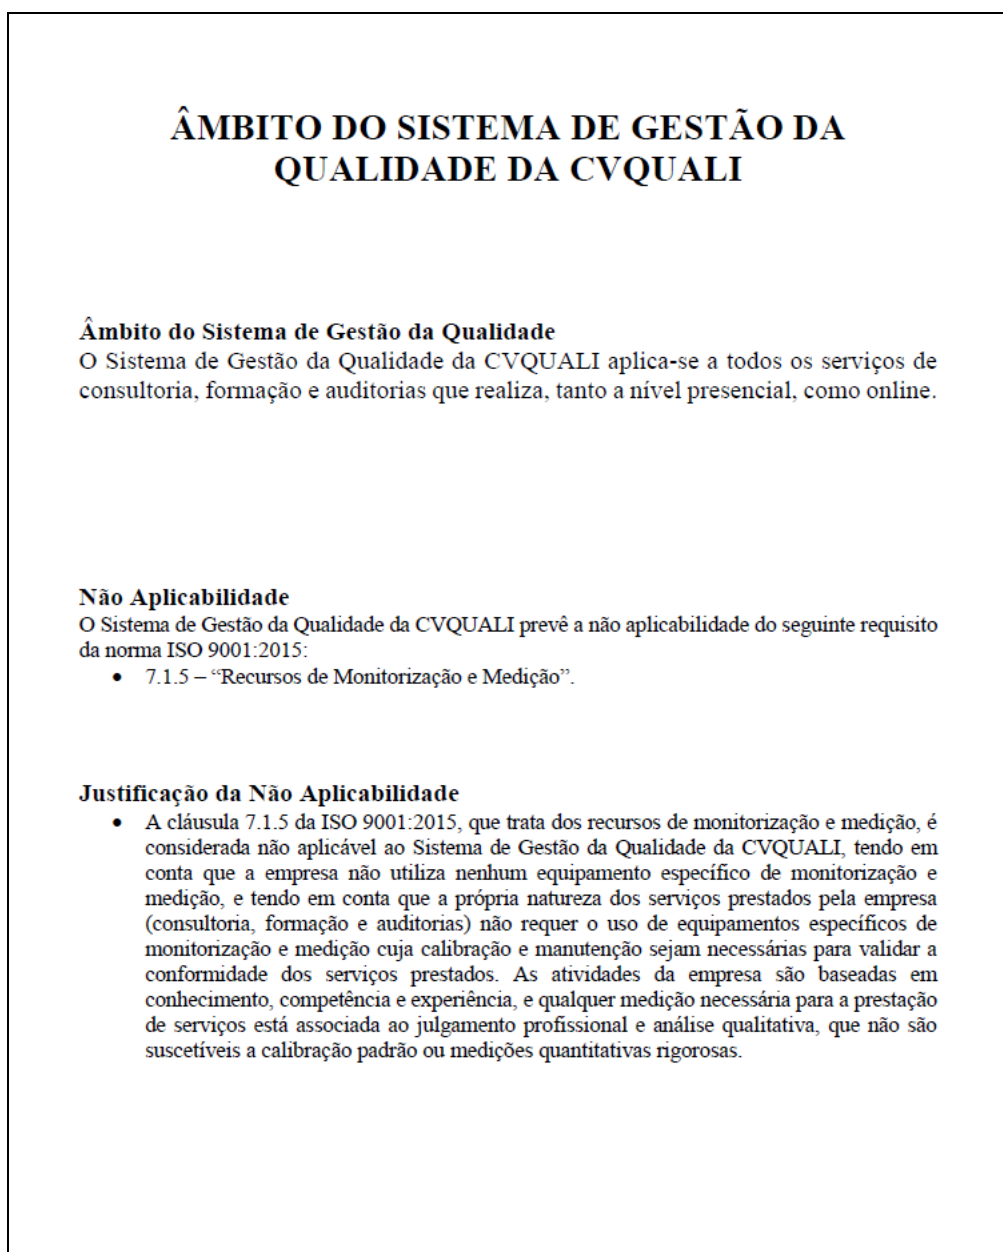 ÂMBITO DO SISTEMA DE GESTÃO DA
QUALIDADE DA CVQUALI
Âmbito do Sistema de Gestão da Qualidade
O Sistema de Gestão da Qualidade da CVQUALI aplica-se a todos os serviços de
consultoria, formação e auditorias que realiza, tanto a nível presencial, como online.
Não Aplicabilidade
O Sistema de Gestão da Qualidade da CVQUALI prevê a não aplicabilidade do seguinte requisito
da norma ISO 9001:2015:
• 7.1.5 – “Recursos de Monitorização e Medição”.
Justificação da Não Aplicabilidade
• A cláusula 7.1.5 da ISO 9001:2015, que trata dos recursos de monitorização e medição, é
considerada não aplicável ao Sistema de Gestão da Qualidade da CVQUALI, tendo em
conta que a empresa não utiliza nenhum equipamento específico de monitorização e
medição, e tendo em conta que a própria natureza dos serviços prestados pela empresa
(consultoria, formação e auditorias) não requer o uso de equipamentos específicos de
monitorização e medição cuja calibração e manutenção sejam necessárias para validar a
conformidade dos serviços prestados. As atividades da empresa são baseadas em
conhecimento, competência e experiência, e qualquer medição necessária para a prestação
de serviços está associada ao julgamento profissional e análise qualitativa, que não são
suscetíveis a calibração padrão ou medições quantitativas rigorosas.